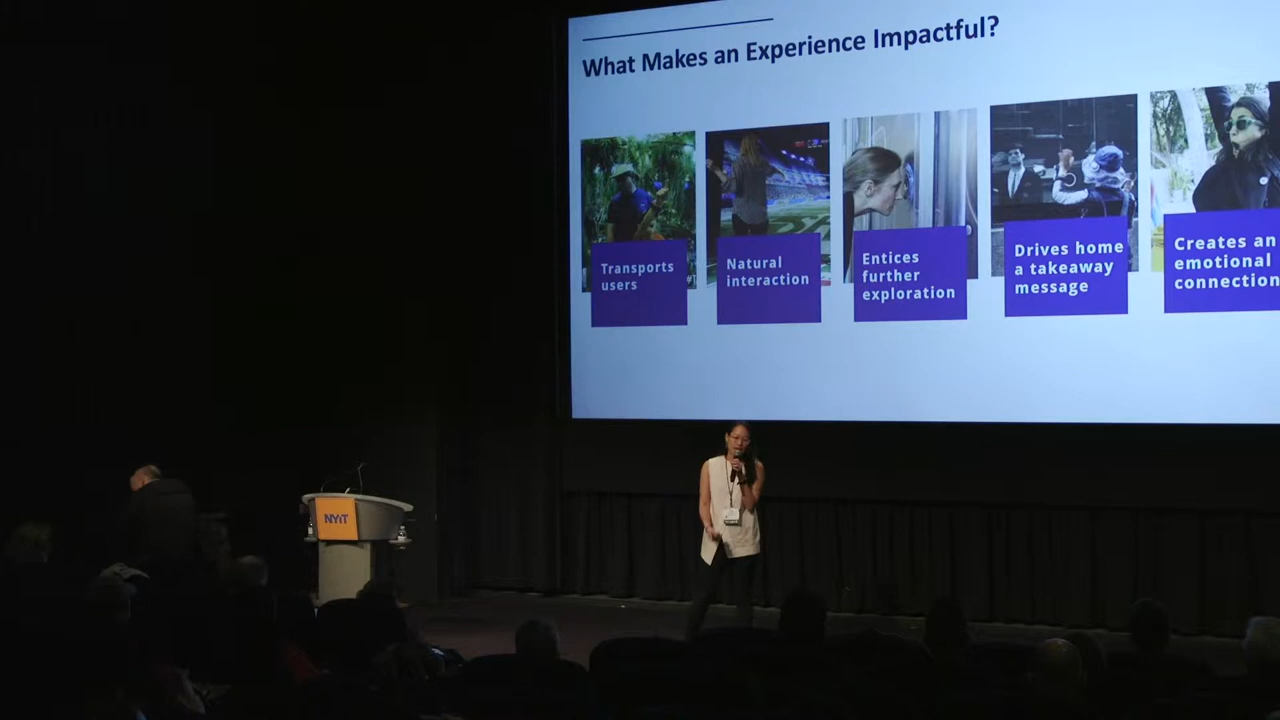 What Makes an Experience Impactful?
Transports
users
Natural
interaction
Entices
further
exploration
Drives home
a takeaway
message
Creates an
emotional
connection
NYiT